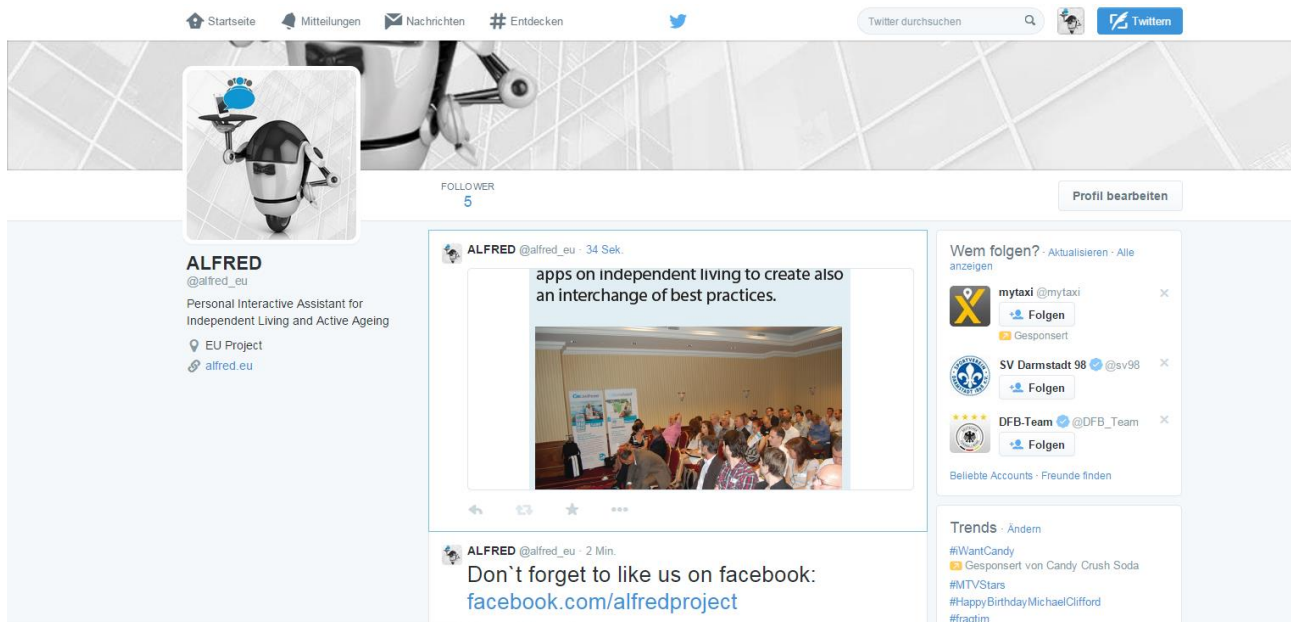 Startseite
Mitteilungen
Nachrichten
Entdecken
Twitter durchsuchen
Twittern
FOLLOWER
5
Profil bearbeiten
ALFRED
@alfred_eu
Personal Interactive Assistant for
Independent Living and Active Ageing
EU Project
alfred.eu
ALFRED @alfred_eu · 34 Sek.
apps on independent living to create also
an interchange of best practices.
ALFRED @alfred_eu · 2 Min.
Don`t forget to like us on facebook:
facebook.com/alfredproject
Wem folgen? · Aktualisieren · Alle
anzeigen
mytaxi @mytaxi
Folgen
Gesponsert
SV Darmstadt 98 @sv98
Folgen
DFB-Team @DFB_Team
Folgen
Beliebte Accounts · Freunde finden
Trends · Ändern
#iWantCandy
Gesponsert von Candy Crush Soda
#MTVStars
#HappyBirthdayMichaelClifford
#fragtim